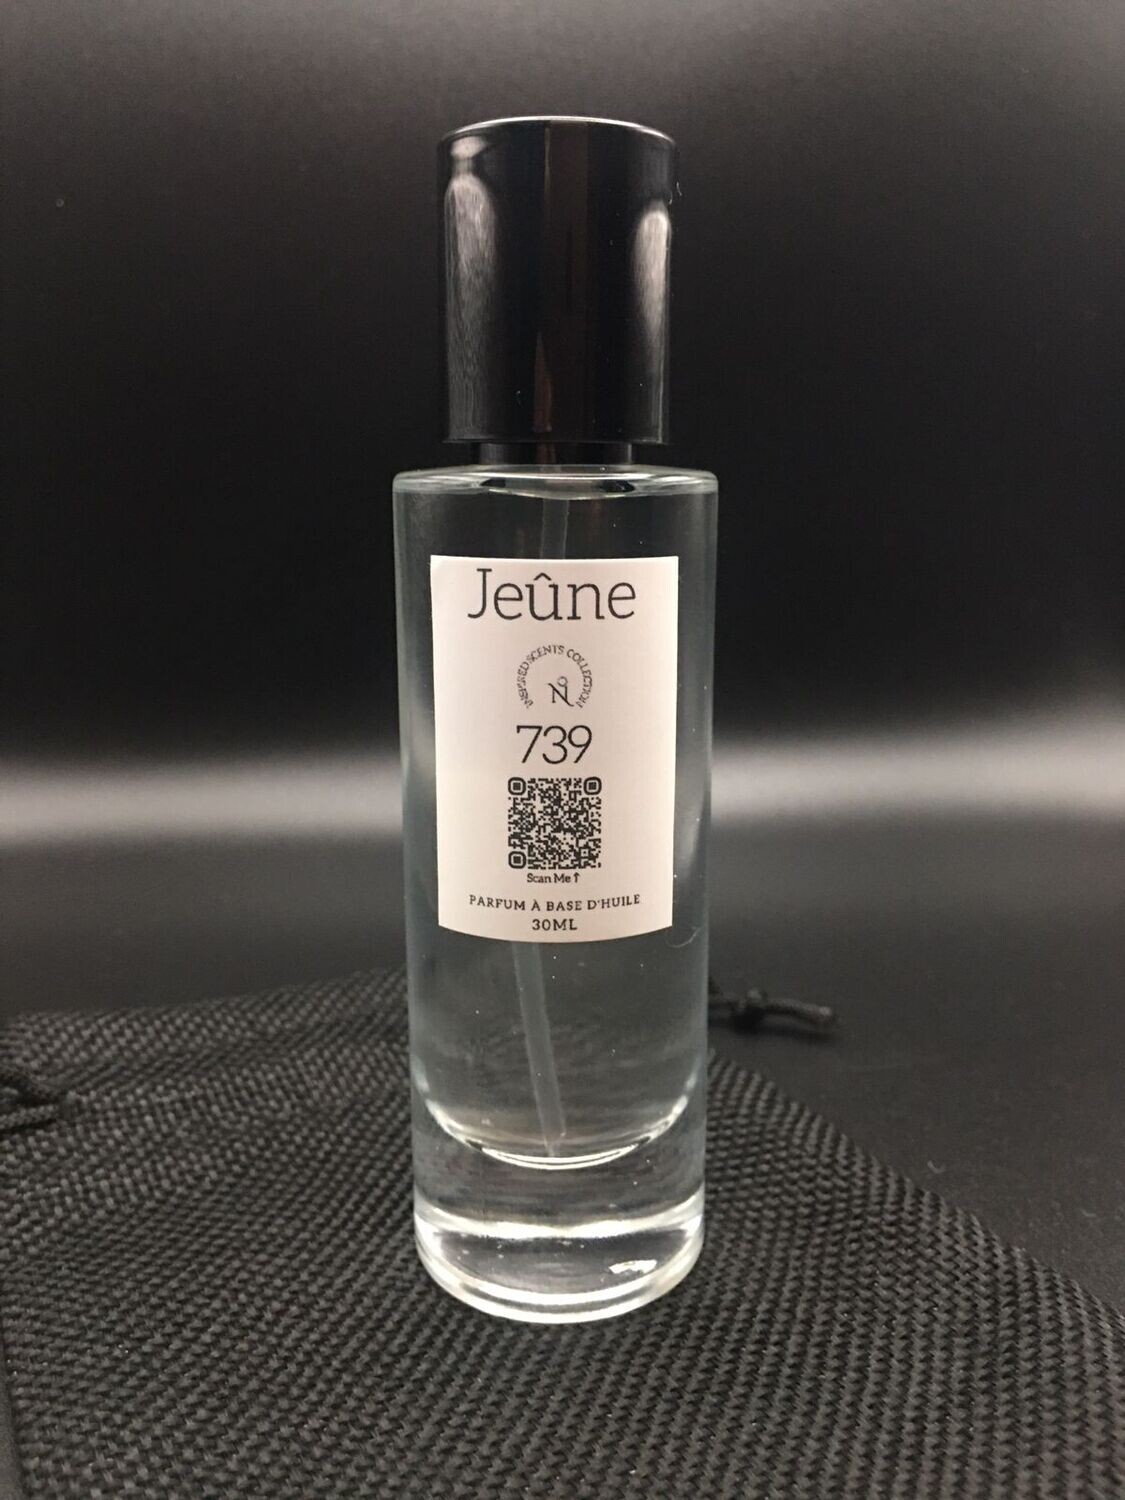 Jeûne
INSPIRED SCENTS COLLECTION
N
739
Scan Me↑
PARFUM À BASE D'HUILE
30ML